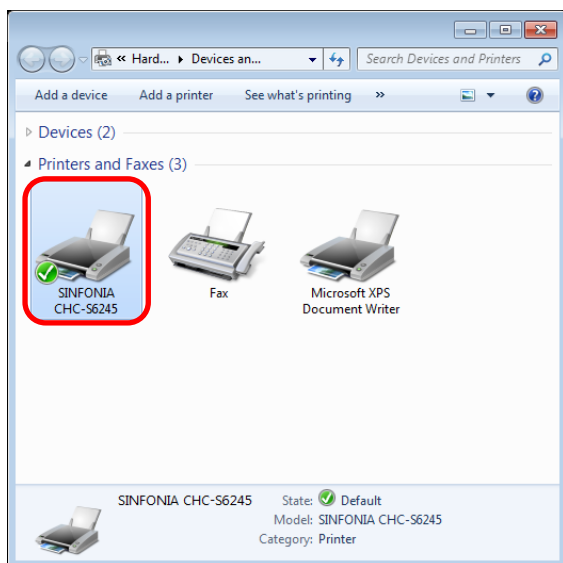 « Hard... ▸ Devices an...
Search Devices and Printers
Add a device Add a printer See what's printing »
Devices (2)
Printers and Faxes (3)
SINFONIA
CHC-S6245
Fax
Microsoft XPS
Document Writer
SINFONIA CHC-S6245 State: Default
Model: SINFONIA CHC-S6245
Category: Printer